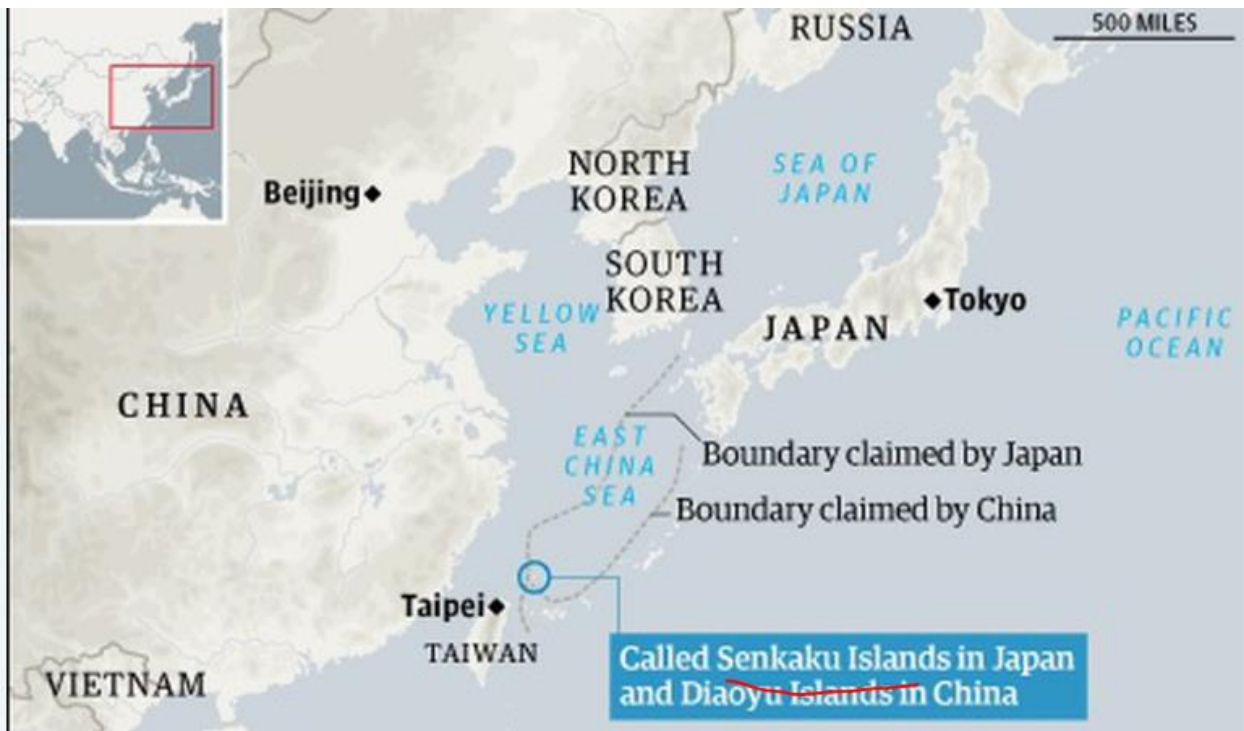 RUSSIA
500 MILES
NORTH
KOREA
SEA OF
JAPAN
Beijing
SOUTH
KOREA
YELLOW
SEA
Tokyo
JAPAN
PACIFIC
OCEAN
CHINA
EAST
CHINA
SEA
Boundary claimed by Japan
Boundary claimed by China
Taipei
TAIWAN
Called Senkaku Islands in Japan
and Diaoyu Islands in China
VIETNAM